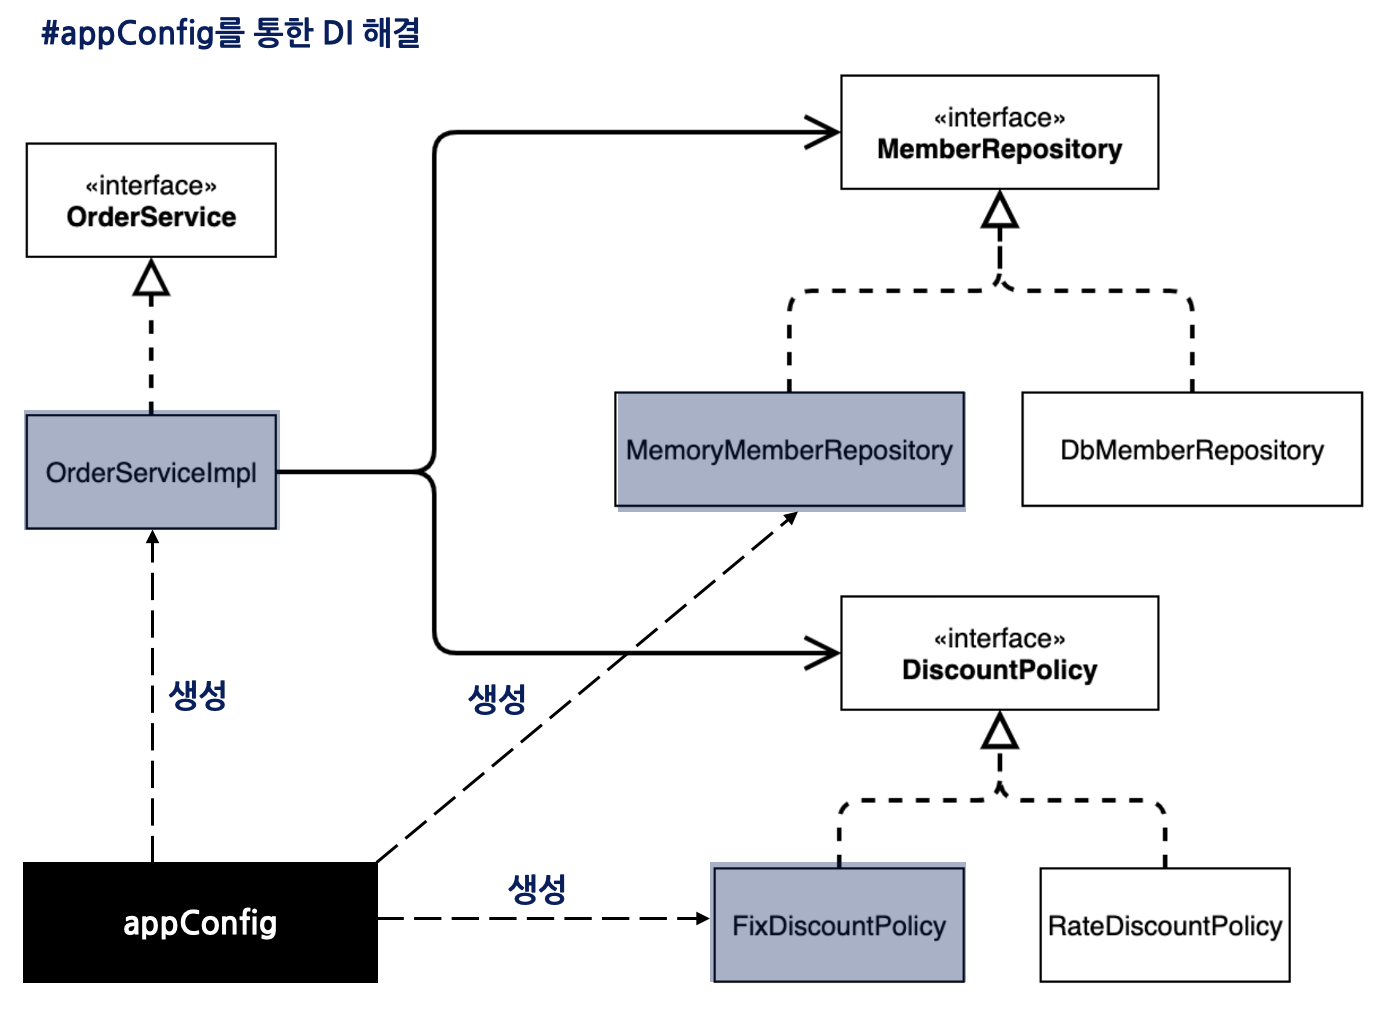 #appConfig를 통한 DI 해결
«interface»
MemberRepository
«interface»
OrderService
MemoryMemberRepository
DbMemberRepository
OrderServiceImpl
«interface»
DiscountPolicy
생성
생성
생성
appConfig
FixDiscountPolicy
RateDiscountPolicy